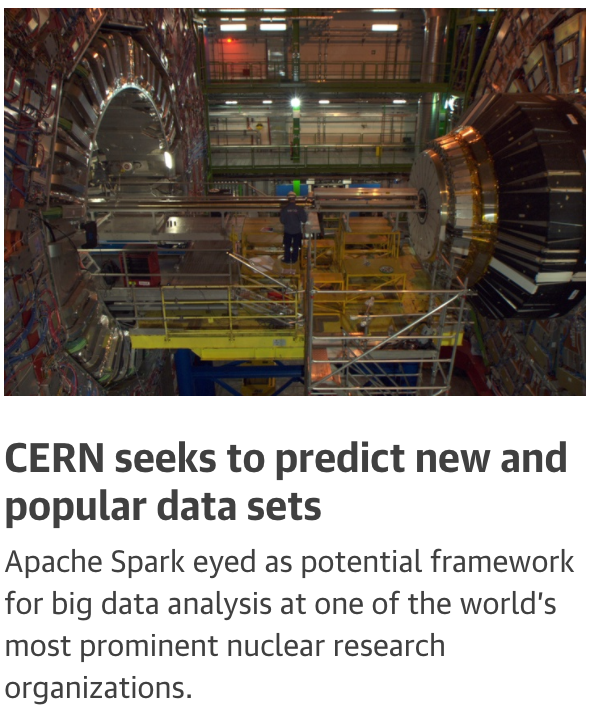 CERN seeks to predict new and
popular data sets
Apache Spark eyed as potential framework
for big data analysis at one of the world's
most prominent nuclear research
organizations.